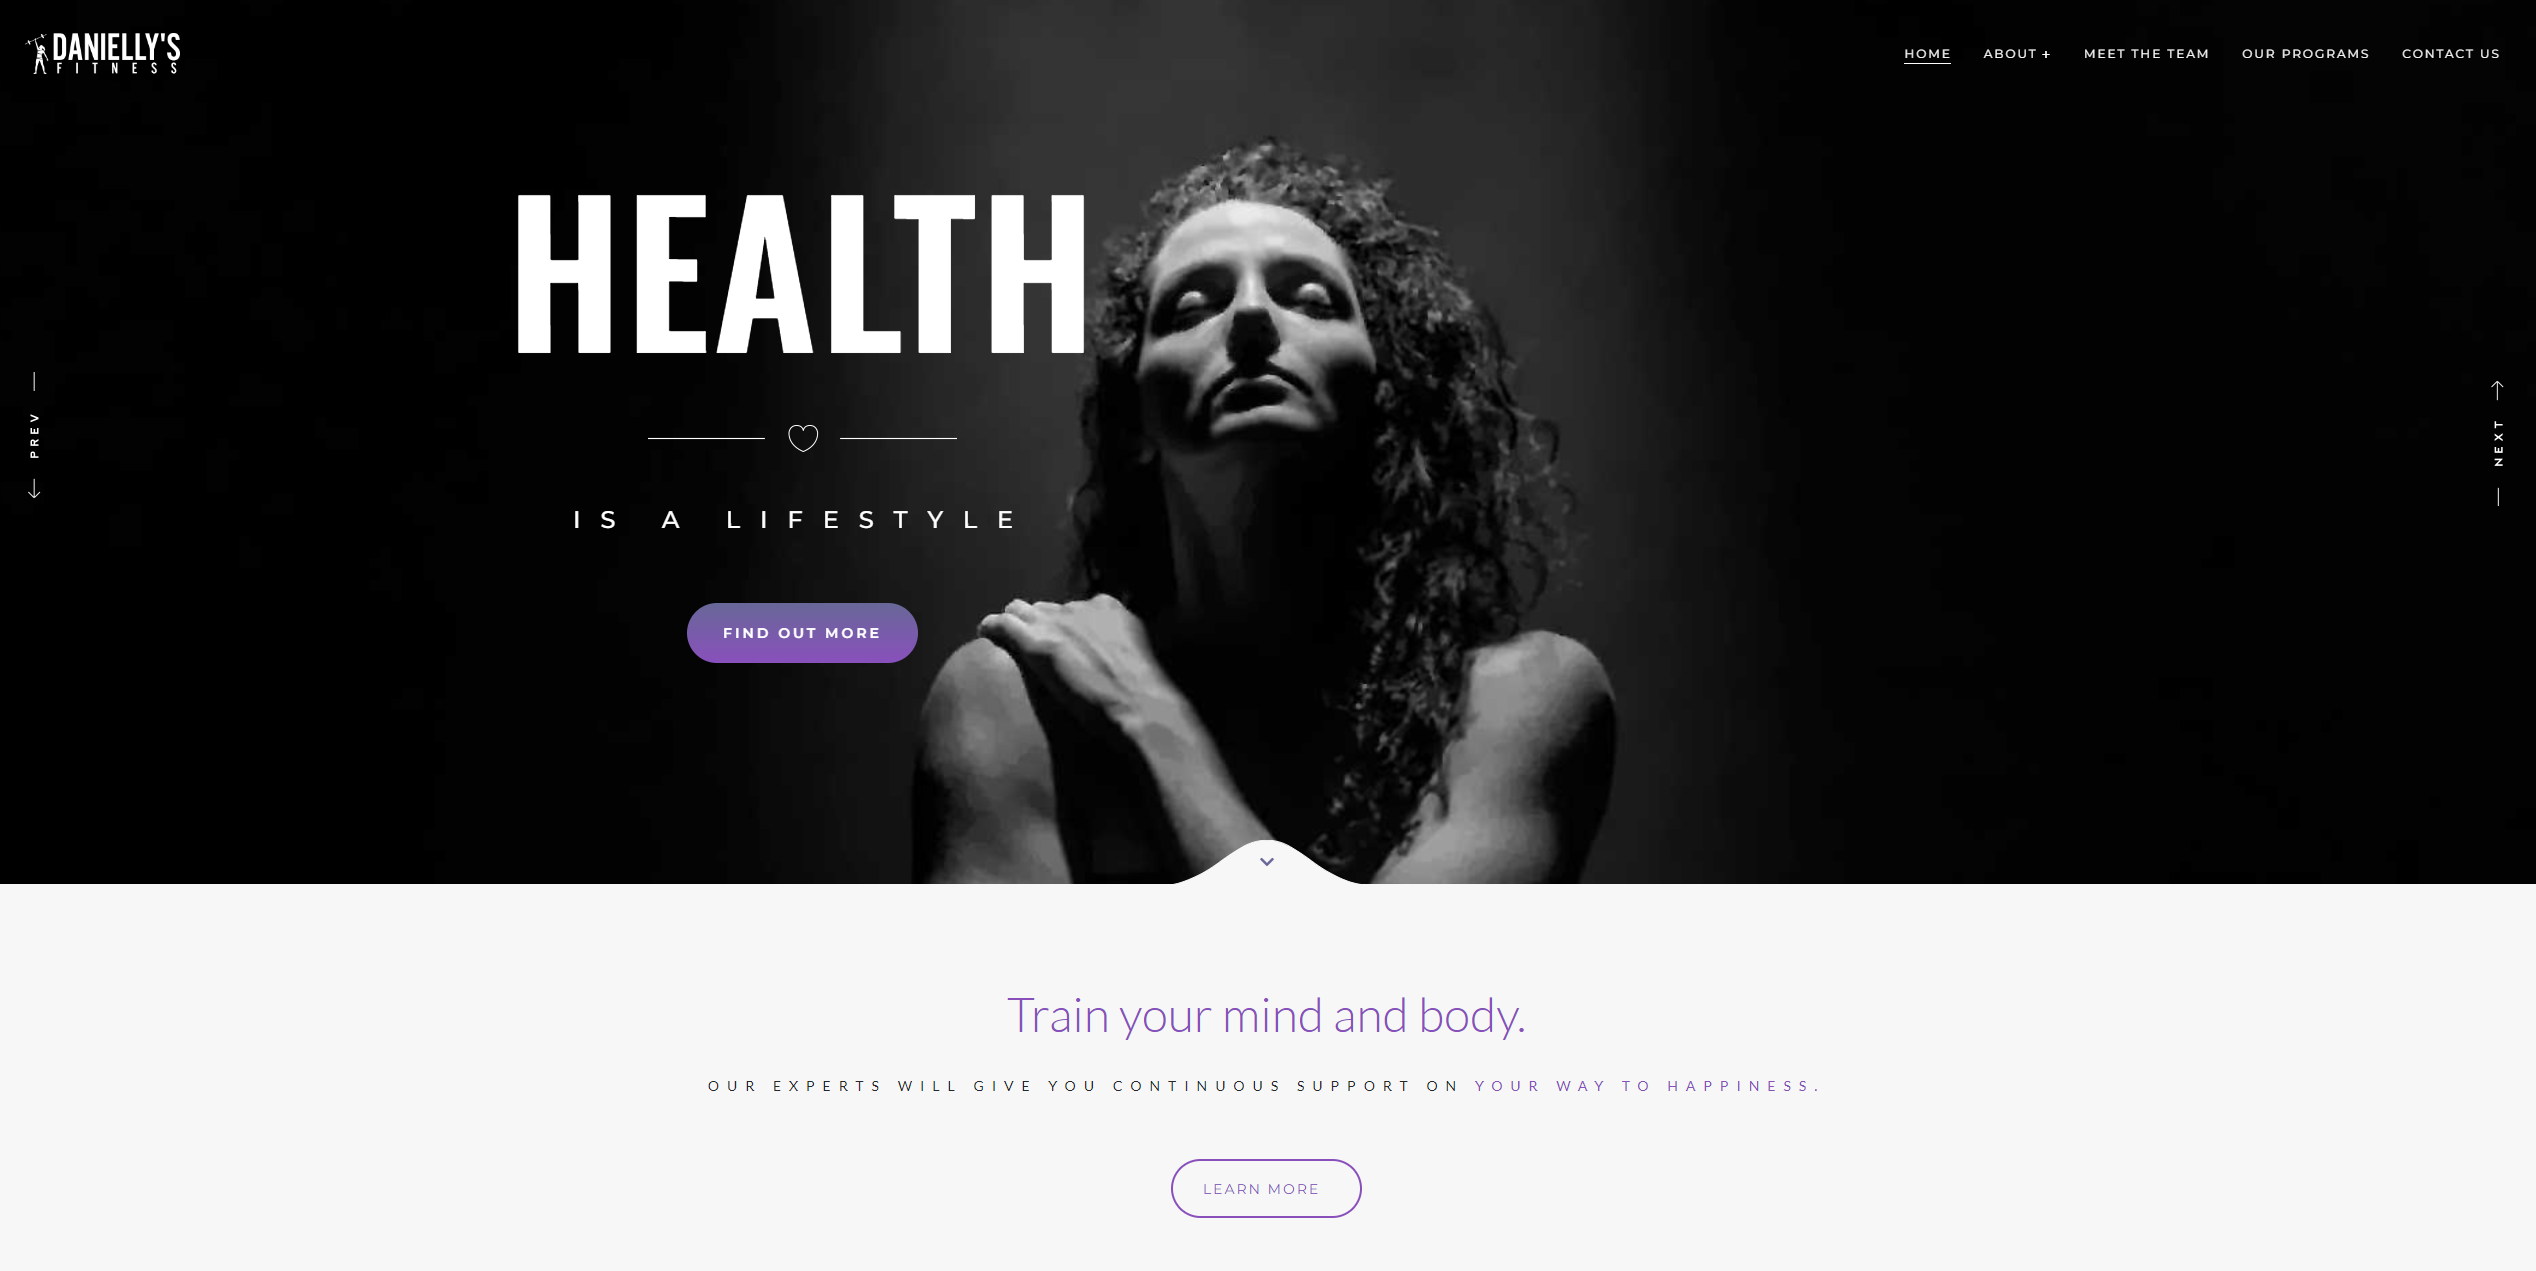 DANIELLY'S
FITNESS
HOME
ABOUT +
MEET THE TEAM
OUR PROGRAMS
CONTACT US
HEALTH
PREV
NEXT
IS A LIFESTYLE
FIND OUT MORE
Train your mind and body.
OUR EXPERTS WILL GIVE YOU CONTINUOUS SUPPORT ON YOUR WAY TO HAPPINESS.
LEARN MORE